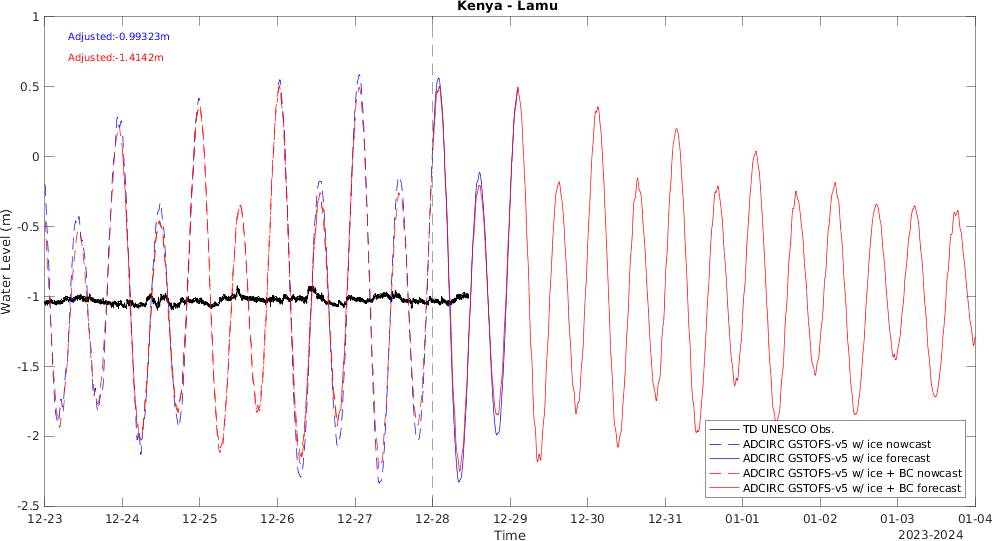 Kenya - Lamu
Adjusted:-0.99323m
Adjusted:-1.4142m
1
0.5
0
-0.5
-1
-1.5
-2
-2.5
Water Level (m)
12-23 12-24 12-25 12-26 12-27 12-28 12-29 12-30 12-31 01-01 01-02 01-03 01-04
Time
2023-2024
TD UNESCO Obs.
ADCIRC GSTOFS-v5 w/ ice nowcast
ADCIRC GSTOFS-v5 w/ ice forecast
ADCIRC GSTOFS-v5 w/ ice + BC nowcast
ADCIRC GSTOFS-v5 w/ ice + BC forecast